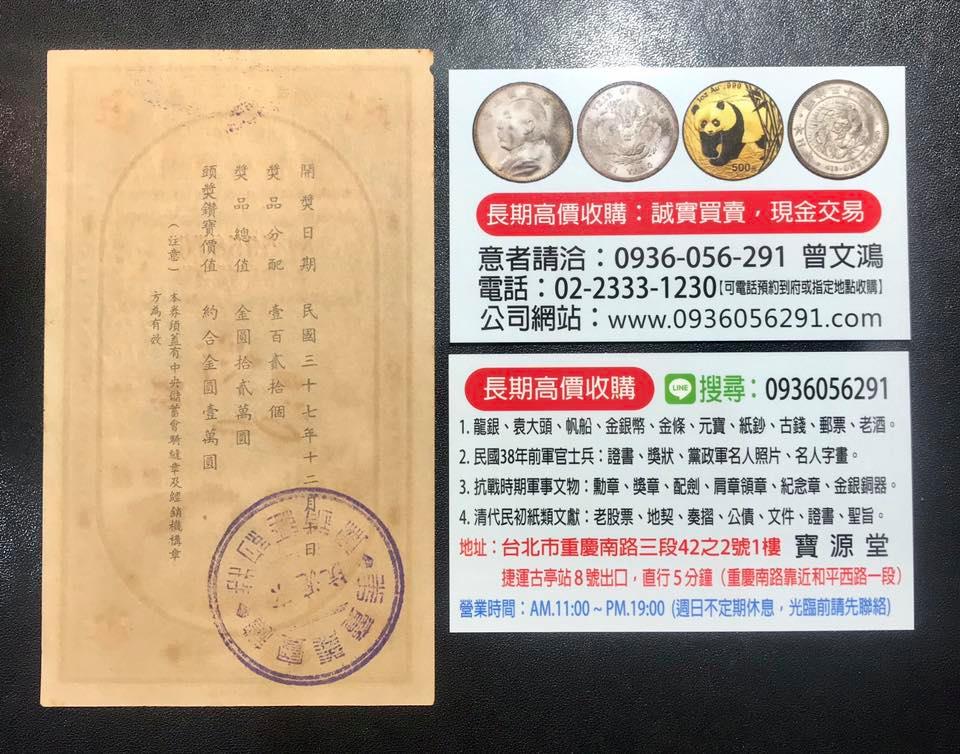 開獎日期　民國三十七年十二月十日
獎品分配　壹百貳拾個
獎品總值　金圓拾貳萬圓
頭獎鑽寶價值　約合金圓壹萬圓
（注意）本券須蓋有中央儲蓄會騎縫章及經銷機構章
方為有效
長期高價收購：誠實買賣，現金交易
意者請洽：0936-056-291 曾文鴻
電話：02-2333-1230【可電話預約到府或指定地點收購】
公司網站：www.0936056291.com
長期高價收購 LINE 搜尋：0936056291
1. 龍銀、袁大頭、帆船、金銀幣、金條、元寶、紙鈔、古錢、郵票、老酒。
2. 民國38年前軍官士兵：證書、獎狀、黨政軍名人照片、名人字畫。
3. 抗戰時期軍事文物：勳章、獎章、配劍、肩章領章、紀念章、金銀銅器。
4. 清代民初紙類文獻：老股票、地契、奏摺、公債、文件、證書、聖旨。
地址：台北市重慶南路三段42之2號1樓 寶源堂
捷運古亭站8號出口，直行5分鐘（重慶南路靠近和平西路一段）
營業時間：AM.11:00 ~ PM.19:00 (週日不定期休息，光臨前請先聯絡)